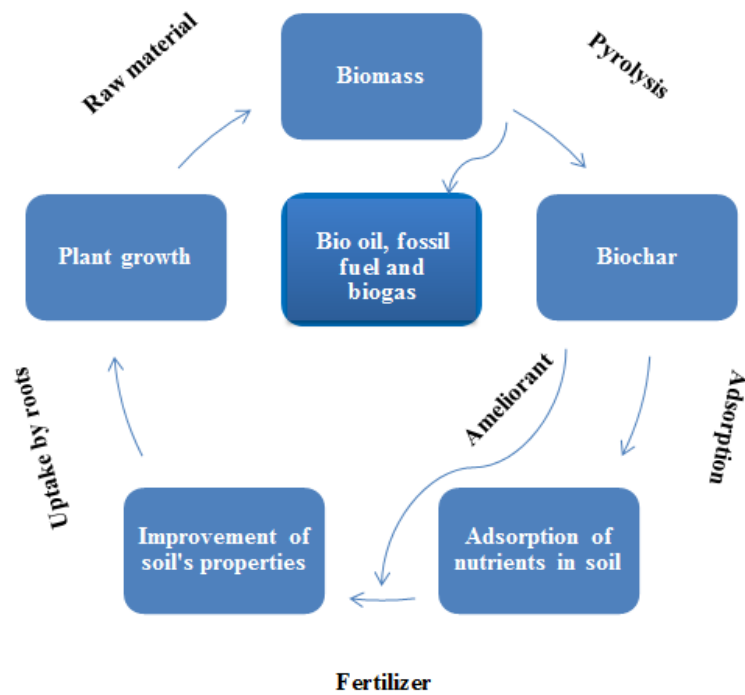 Raw material
Biomass
Pyrolysis
Plant growth
Bio oil, fossil
fuel and
biogas
Biochar
Uptake by roots
Ameliorant
Adsorption
Improvement of
soil's properties
Adsorption of
nutrients in soil
Fertilizer